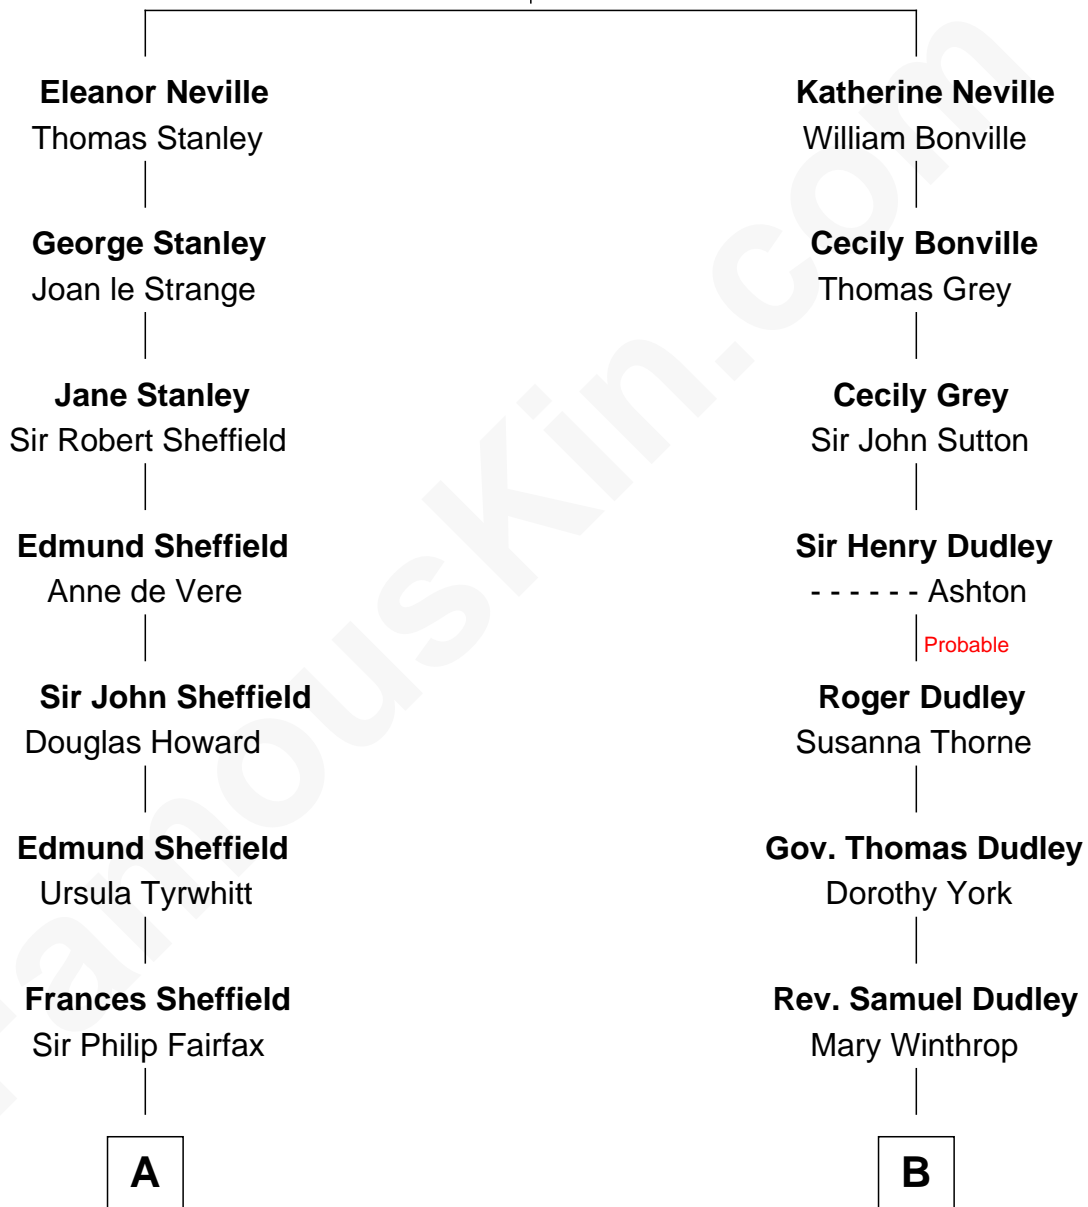 Eleanor Neville
Thomas Stanley
Katherine Neville
William Bonville
George Stanley
Joan le Strange
Cecily Bonville
Thomas Grey
Jane Stanley
Sir Robert Sheffield
Cecily Grey
Sir John Sutton
Edmund Sheffield
Anne de Vere
Sir Henry Dudley
- - - - - - Ashton
Probable
Sir John Sheffield
Douglas Howard
Roger Dudley
Susanna Thorne
Edmund Sheffield
Ursula Tyrwhitt
Gov. Thomas Dudley
Dorothy York
Frances Sheffield
Sir Philip Fairfax
Rev. Samuel Dudley
Mary Winthrop
A
B
FamousKin.com